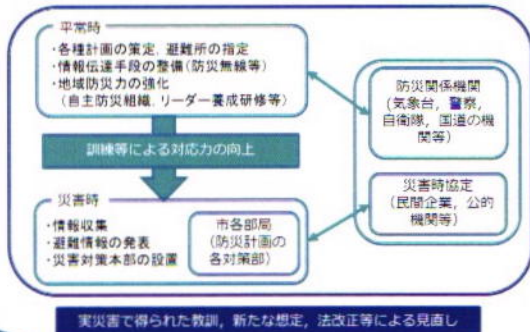 平常時
・各種計画の策定，避難所の指定
・情報伝達手段の整備(防災無線等)
・地域防災力の強化
(自主防災組織，リーダー養成研修等)
訓練等による対応力の向上
災害時
・情報収集
・避難情報の発表
・災害対策本部の設置
市各部局
(防災計画の
各対策部)
防災関係機関
(気象台，警察，
自衛隊，国道の機
関等)
災害時協定
(民間企業，公的
機関等)
実災害で得られた教訓，新たな想定，法改正等による見直し